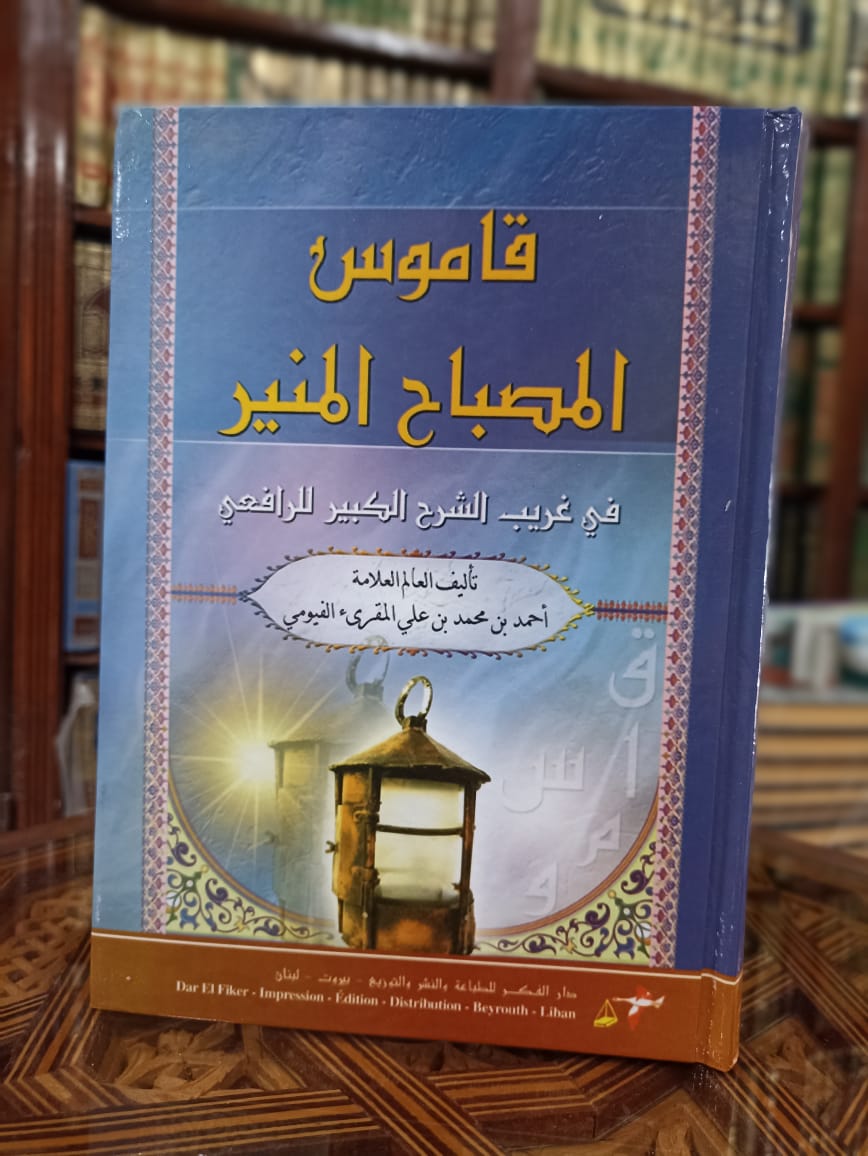 قاموس
المصباح المنير
في غريب الشرح الكبير للرافعي
تأليف العالم العلامة
أحمد بن محمد بن علي المقرىء الفيومي
ق
ا
م
و
س
دار الفكر للطباعة والنشر والتوزيع - بيروت - لبنان
Dar El Fiker - Impression - Édition - Distribution - Beyrouth - Liban